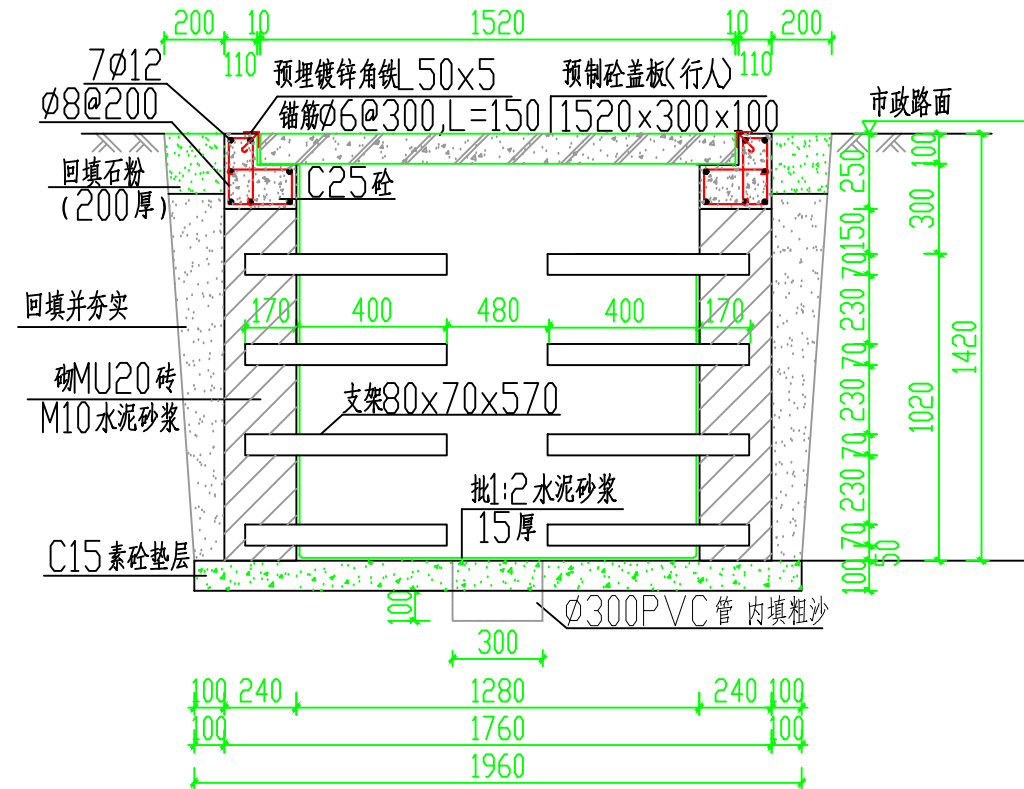 200 10 1520 10 200
110 110
7Ø12
Ø8@200
预埋镀锌角铁L50x5
锚筋Ø6@300,L=150
预制砼盖板(行人)
1520×300×100
市政路面
回填石粉
(200厚)
C25砼
250
100
300
150
70
回填并夯实
170 400 480 400 170
230
70
1420
砌MU20砖
M10水泥砂浆
支架80x70x570
230
1020
70
批1:2水泥砂浆
15厚
230
70
50
C15素砼垫层
100
100
Ø300PVC管 内填粗沙
300
100 240 1280 240 100
100 1760 100
1960